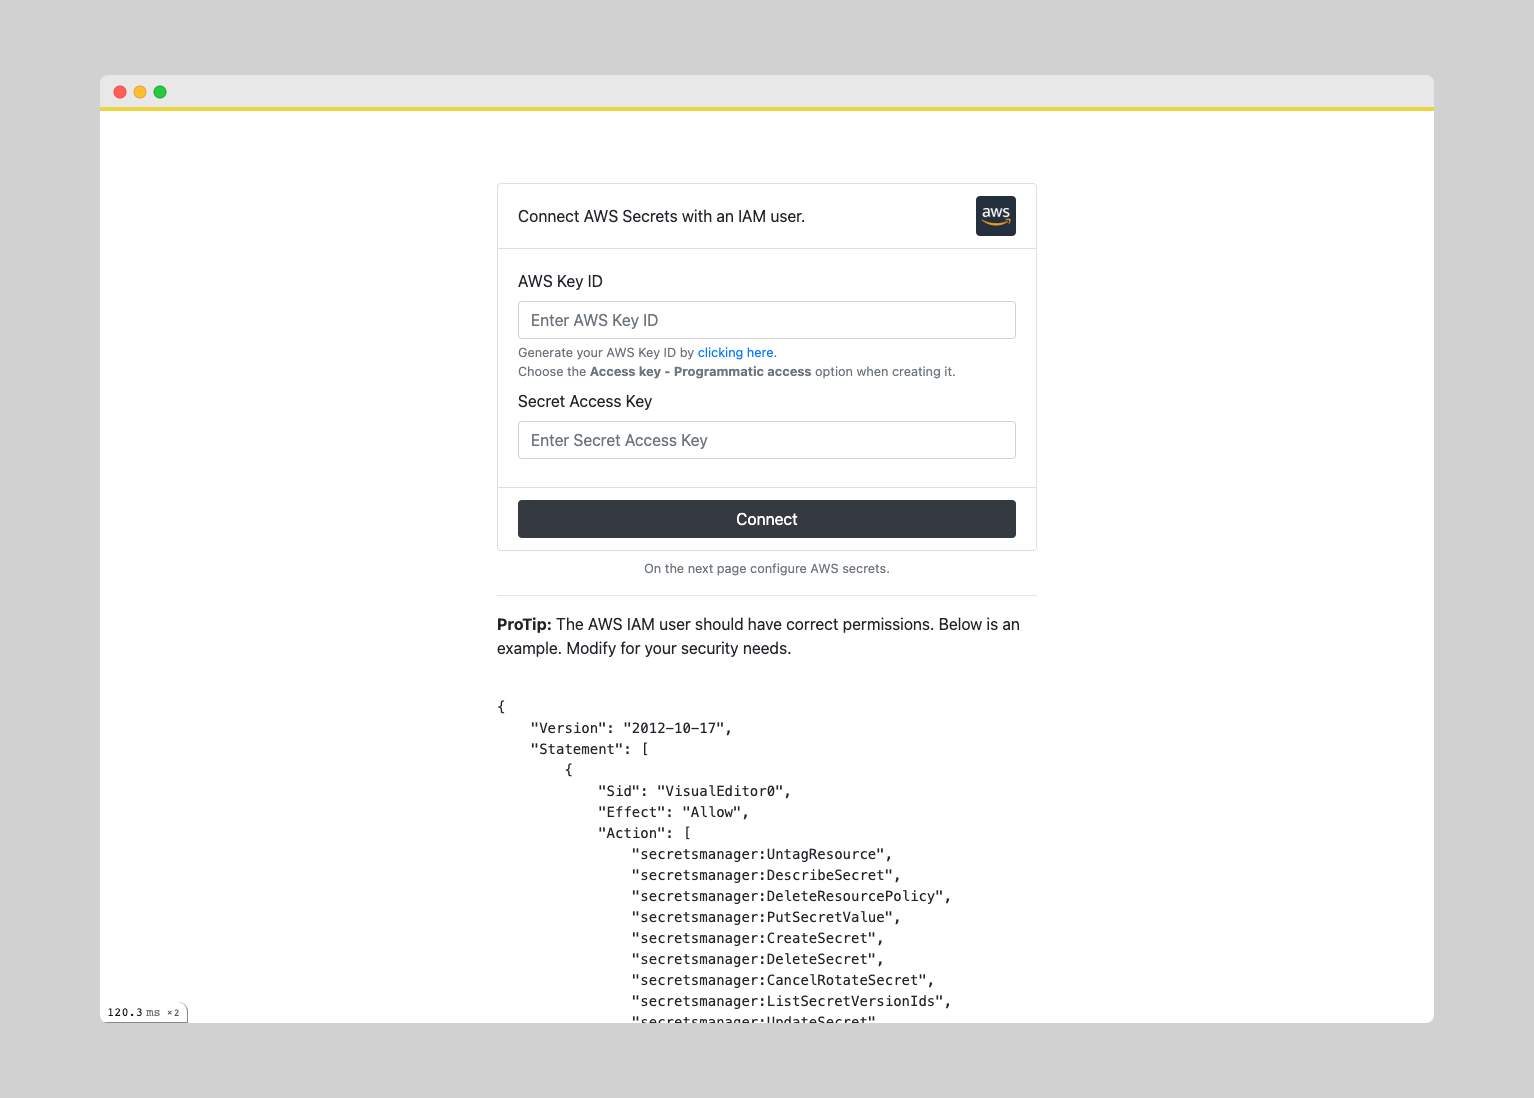 Connect AWS Secrets with an IAM user.
aws
AWS Key ID
Enter AWS Key ID
Generate your AWS Key ID by clicking here.
Choose the Access key - Programmatic access option when creating it.
Secret Access Key
Enter Secret Access Key
Connect
On the next page configure AWS secrets.
ProTip: The AWS IAM user should have correct permissions. Below is an
example. Modify for your security needs.
{
    "Version": "2012-10-17",
    "Statement": [
        {
            "Sid": "VisualEditor0",
            "Effect": "Allow",
            "Action": [
                "secretsmanager:UntagResource",
                "secretsmanager:DescribeSecret",
                "secretsmanager:DeleteResourcePolicy",
                "secretsmanager:PutSecretValue",
                "secretsmanager:CreateSecret",
                "secretsmanager:DeleteSecret",
                "secretsmanager:CancelRotateSecret",
                "secretsmanager:ListSecretVersionIds",
                "secretsmanager:UpdateSecret"
120.3 ms ×2